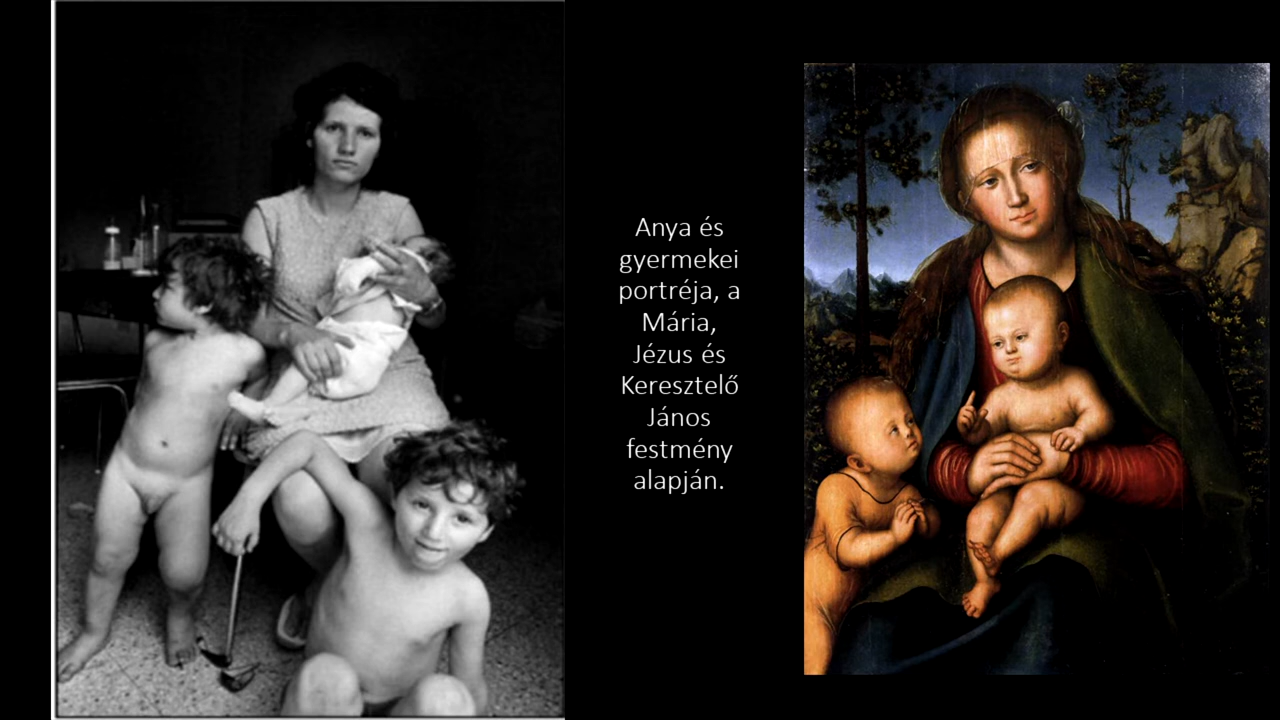 Anya és
gyermekei
portréja, a
Mária,
Jézus és
Keresztelő
János
festmény
alapján.